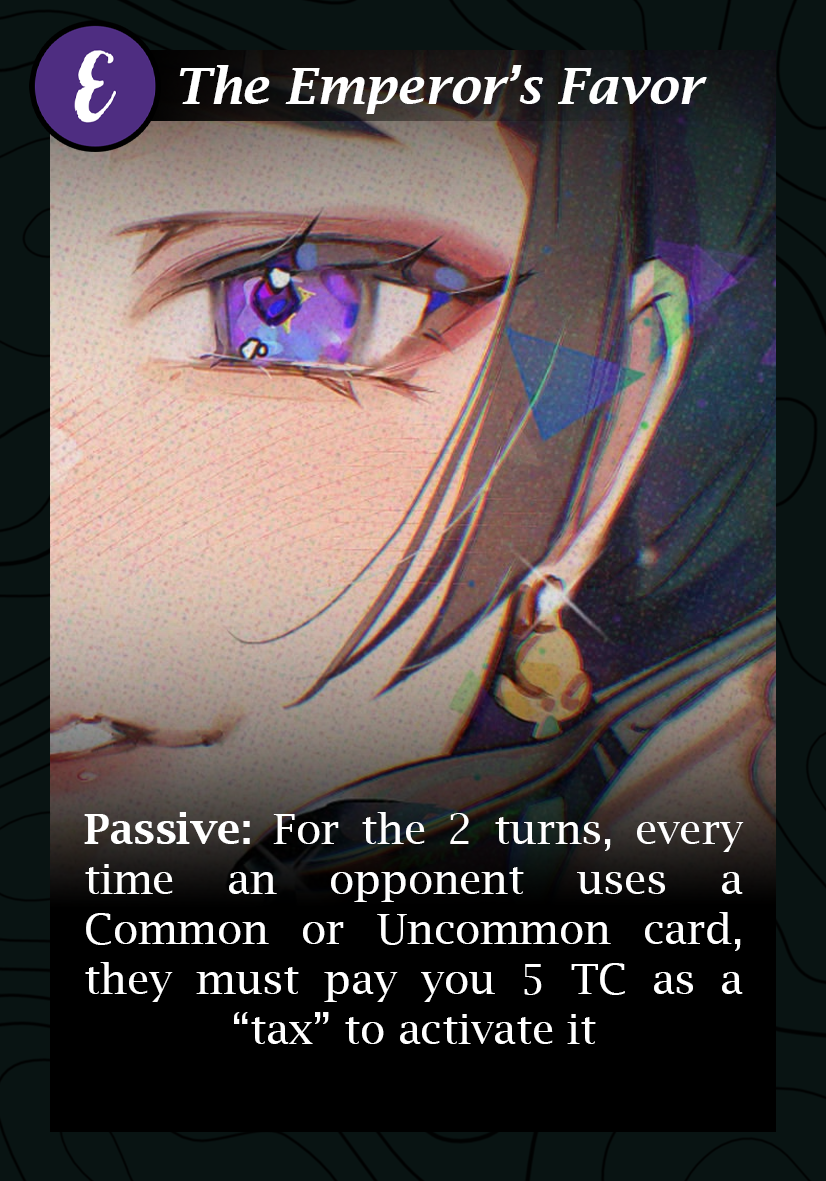 ℰ
The Emperor’s Favor
Passive: For the 2 turns, every
time an opponent uses a
Common or Uncommon card,
they must pay you 5 TC as a
“tax” to activate it